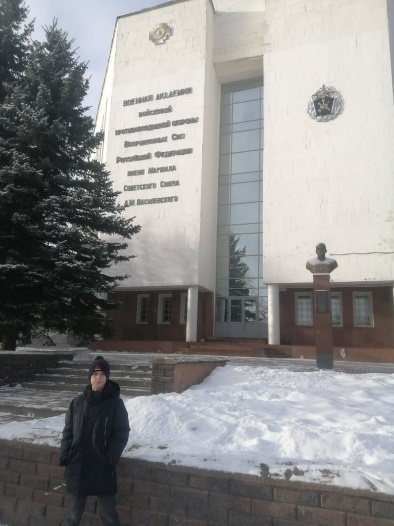 Военная академия
войсковой
противовоздушной обороны
Вооруженных Сил
Российской Федерации
имени Маршала
Советского Союза
А.М.Василевского